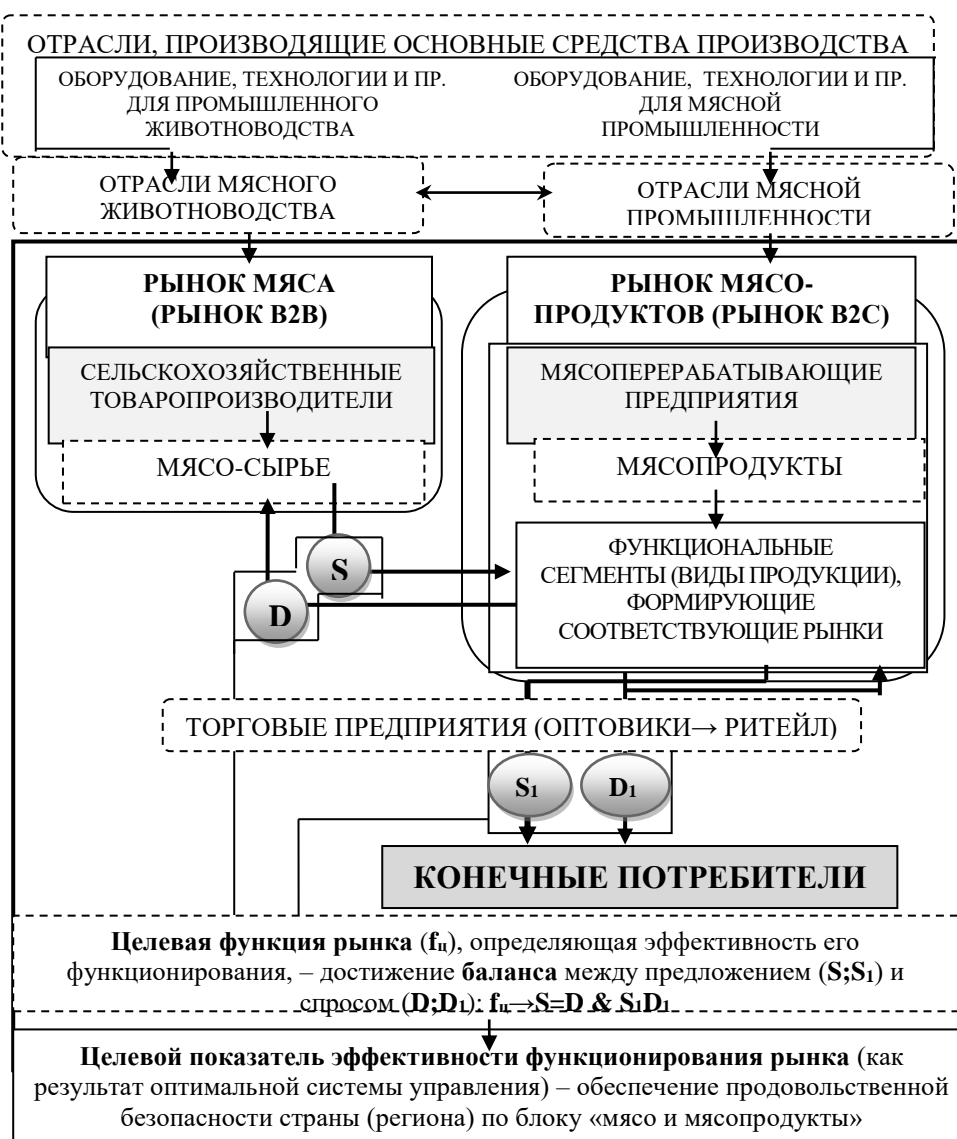 ОТРАСЛИ, ПРОИЗВОДЯЩИЕ ОСНОВНЫЕ СРЕДСТВА ПРОИЗВОДСТВА
ОБОРУДОВАНИЕ, ТЕХНОЛОГИИ И ПР.
ДЛЯ ПРОМЫШЛЕННОГО
ЖИВОТНОВОДСТВА
ОБОРУДОВАНИЕ, ТЕХНОЛОГИИ И ПР.
ДЛЯ МЯСНОЙ
ПРОМЫШЛЕННОСТИ
ОТРАСЛИ МЯСНОГО
ЖИВОТНОВОДСТВА
ОТРАСЛИ МЯСНОЙ
ПРОМЫШЛЕННОСТИ
РЫНОК МЯСА
(РЫНОК B2B)
РЫНОК МЯСО-
ПРОДУКТОВ (РЫНОК B2C)
СЕЛЬСКОХОЗЯЙСТВЕННЫЕ
ТОВАРОПРОИЗВОДИТЕЛИ
МЯСОПЕРЕРАБАТЫВАЮЩИЕ
ПРЕДПРИЯТИЯ
МЯСО-СЫРЬЕ
МЯСОПРОДУКТЫ
ФУНКЦИОНАЛЬНЫЕ
СЕГМЕНТЫ (ВИДЫ ПРОДУКЦИИ),
ФОРМИРУЮЩИЕ
СООТВЕТСТВУЮЩИЕ РЫНКИ
S
D
ТОРГОВЫЕ ПРЕДПРИЯТИЯ (ОПТОВИКИ→ РИТЕЙЛ)
S₁
D₁
КОНЕЧНЫЕ ПОТРЕБИТЕЛИ
Целевая функция рынка (fц), определяющая эффективность его
функционирования, – достижение баланса между предложением (S;S₁) и
спросом (D;D₁): fц→S=D & S₁D₁
Целевой показатель эффективности функционирования рынка (как
результат оптимальной системы управления) – обеспечение продовольственной
безопасности страны (региона) по блоку «мясо и мясопродукты»